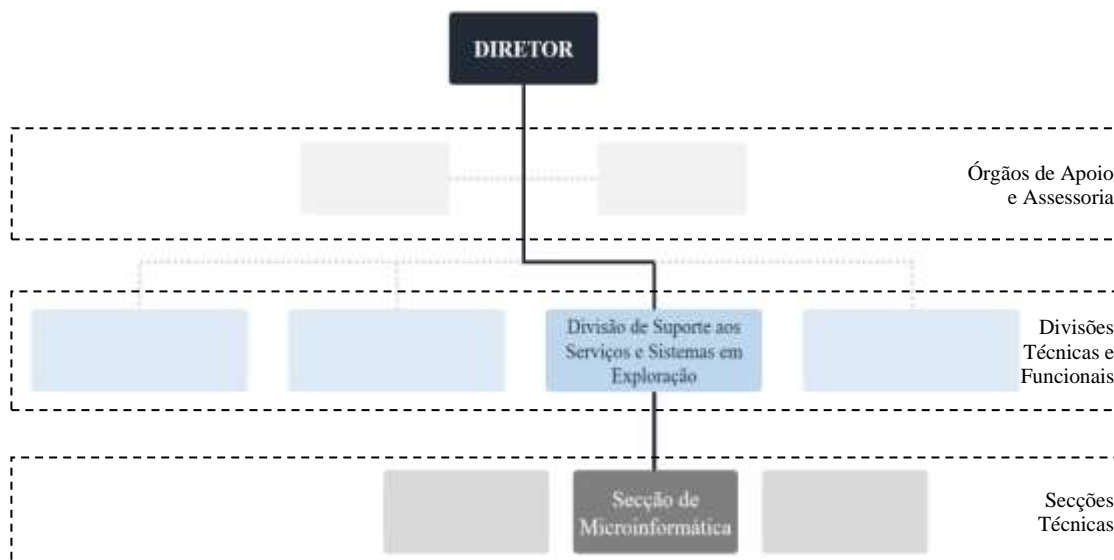 DIRETOR
Órgãos de Apoio
e Assessoria
Divisão de Suporte aos
Serviços e Sistemas em
Exploração
Divisões
Técnicas e
Funcionais
Secção de
Microinformática
Secções
Técnicas